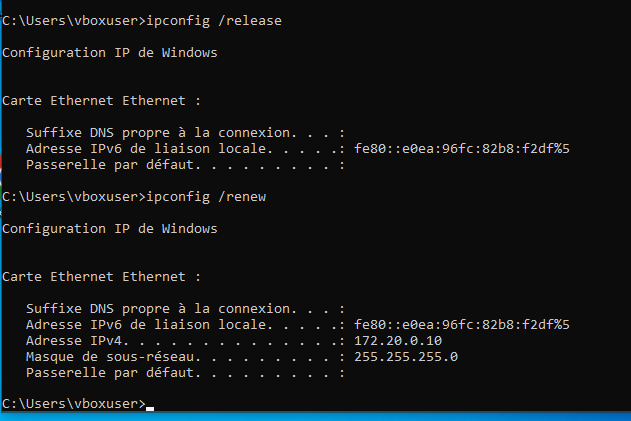 C:\Users\vboxuser>ipconfig /release
Configuration IP de Windows
Carte Ethernet Ethernet :
Suffixe DNS propre à la connexion. . . :
Adresse IPv6 de liaison locale. . . . .: fe80::e0ea:96fc:82b8:f2df%5
Passerelle par défaut. . . . . . . . . :
C:\Users\vboxuser>ipconfig /renew
Configuration IP de Windows
Carte Ethernet Ethernet :
Suffixe DNS propre à la connexion. . . :
Adresse IPv6 de liaison locale. . . . .: fe80::e0ea:96fc:82b8:f2df%5
Adresse IPv4. . . . . . . . . . . . . .: 172.20.0.10
Masque de sous-réseau. . . . . . . . . : 255.255.255.0
Passerelle par défaut. . . . . . . . . :
C:\Users\vboxuser>